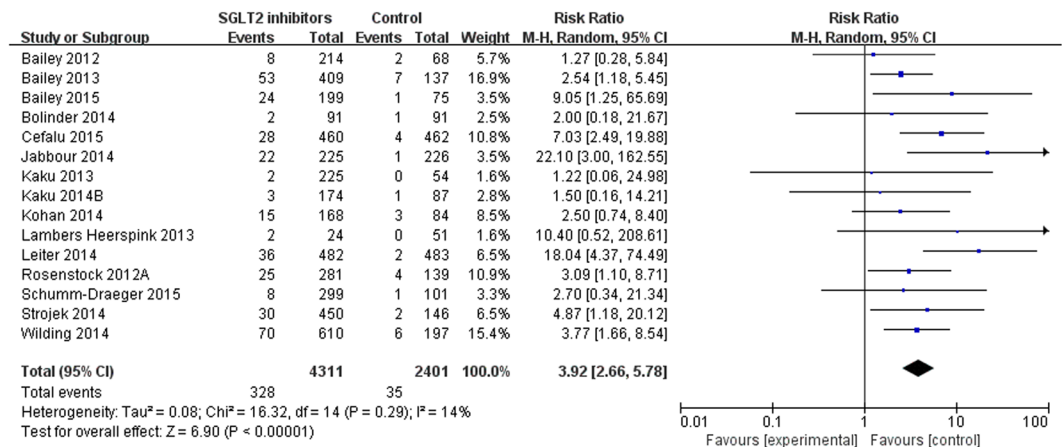 SGLT2 inhibitors Control Risk Ratio Risk Ratio
Study or Subgroup Events Total Events Total Weight M-H, Random, 95% CI M-H, Random, 95% CI
Bailey 2012 8 214 2 68 5.7% 1.27 [0.28, 5.84]
Bailey 2013 53 409 7 137 16.9% 2.54 [1.18, 5.45]
Bailey 2015 24 199 1 75 3.5% 9.05 [1.25, 65.69]
Bolinder 2014 2 91 1 91 2.5% 2.00 [0.18, 21.67]
Cefalu 2015 28 460 4 462 10.8% 7.03 [2.49, 19.88]
Jabbour 2014 22 225 1 226 3.5% 22.10 [3.00, 162.55]
Kaku 2013 2 225 0 54 1.6% 1.22 [0.06, 24.98]
Kaku 2014B 3 174 1 87 2.8% 1.50 [0.16, 14.21]
Kohan 2014 15 168 3 84 8.5% 2.50 [0.74, 8.40]
Lambers Heerspink 2013 2 24 0 51 1.6% 10.40 [0.52, 208.61]
Leiter 2014 36 482 2 483 6.4% 18.04 [4.37, 74.49]
Rosenstock 2012A 25 281 4 139 10.9% 3.09 [1.10, 8.71]
Schumm-Draeger 2015 8 299 1 101 3.3% 2.70 [0.34, 21.34]
Strojek 2014 30 450 2 146 6.4% 4.87 [1.18, 20.12]
Wilding 2014 70 610 6 197 15.4% 3.77 [1.66, 8.54]
Total (95% CI) 4311 2401 100.0% 3.92 [2.66, 5.78]
Total events 328 35
Heterogeneity: Tau² = 0.08; Chi² = 16.32, df = 14 (P = 0.29); I² = 14%
Test for overall effect: Z = 6.90 (P < 0.00001)
0.01 0.1 1 10 100
Favours [experimental] Favours [control]